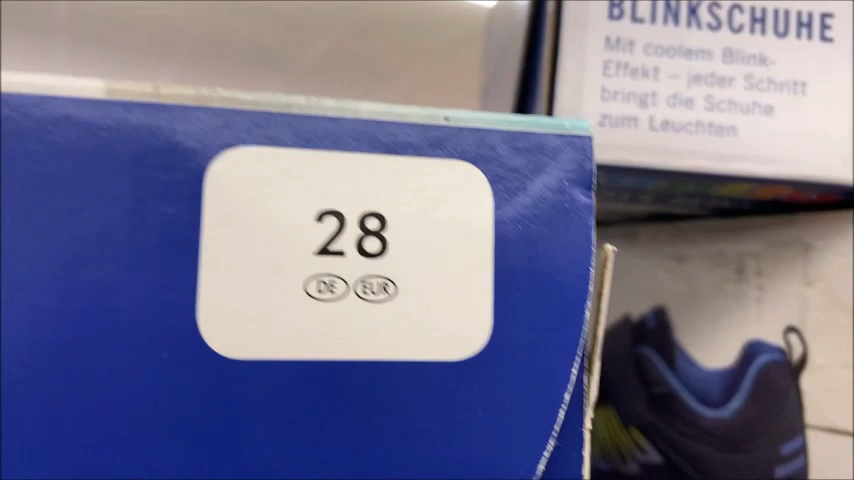 BLINKSCHUHE
Mit coolem Blink-
Effekt – jeder Schritt
bringt die Schuhe
zum Leuchten
28
DE EUR